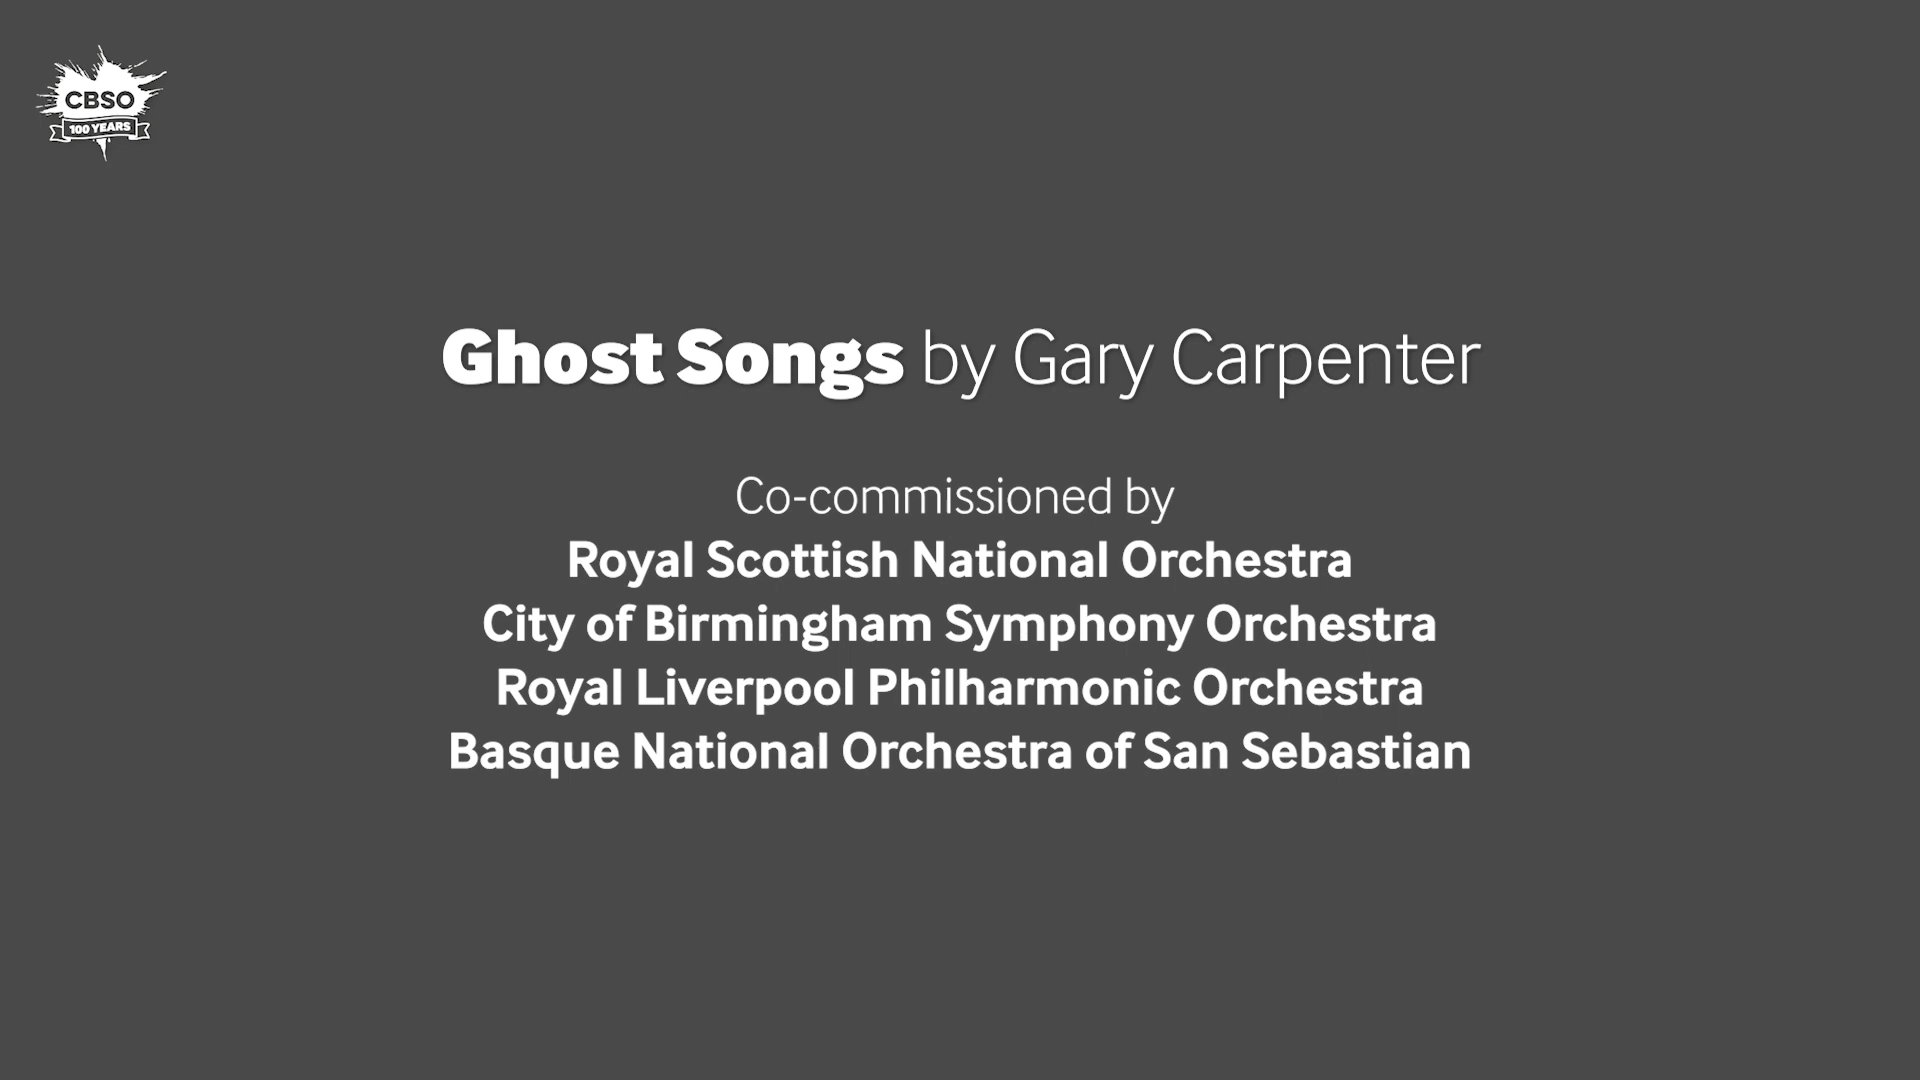 CBSO
100 YEARS
Ghost Songs by Gary Carpenter
Co-commissioned by
Royal Scottish National Orchestra
City of Birmingham Symphony Orchestra
Royal Liverpool Philharmonic Orchestra
Basque National Orchestra of San Sebastian